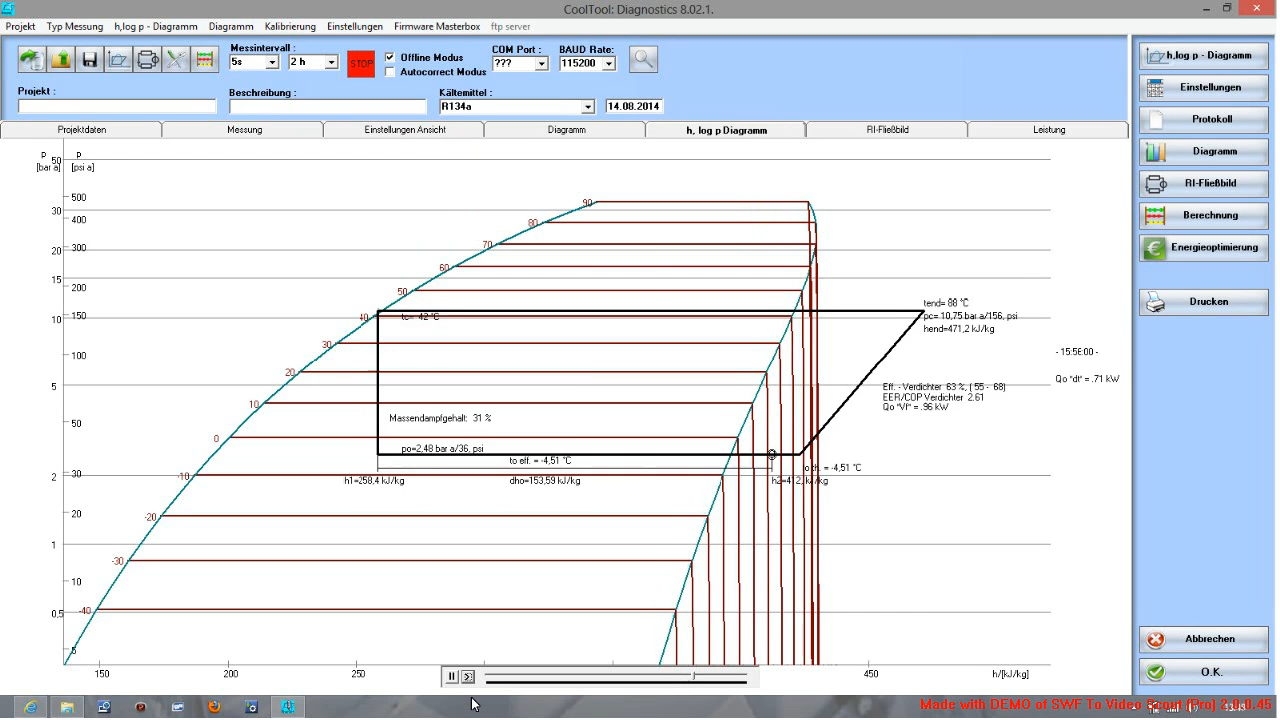 CoolTool: Diagnostics 8.02.1.
Projekt Typ Messung h,log p - Diagramm Diagramm Kalibrierung Einstellungen Firmware Masterbox ftp server
Messintervall :
5s 2 h STOP
Offline Modus
Autocorrect Modus
COM Port : BAUD Rate:
??? 115200
Projekt : Beschreibung : Kältemittel :
R134a 14.08.2014
Projektdaten Messung Einstellungen Ansicht Diagramm h, log p Diagramm RI-Fließbild Leistung
h,log p - Diagramm
Einstellungen
Protokoll
Diagramm
RI-Fließbild
Berechnung
Energieoptimierung
Drucken
Abbrechen
O.K.
P P
[bar a] [psi a]
50
500
30
400
300
20
15
200
150
10
100
5
50
30
2
20
1
10
0,5
5
90
80
70
60
50
40
30
20
10
0
-10
-20
-30
-40
tc= 42 °C
tend= 88 °C
pc= 10,75 bar a/156, psi
hend=471,2 kJ/kg
- 15:56:00 -
Qo "dt" = .71 kW
Eff. - Verdichter 63 %, ( 55 - 68)
EER/COP Verdichter 2.61
Qo "Vf" = .96 kW
Massendampfgehalt: 31 %
po=2,48 bar a/36, psi
to eff. = -4,51 °C
= -4,51 °C
h1=258,4 kJ/kg dho=153,59 kJ/kg h2=412, kJ/kg
150 200 250 450 h/[kJ/kg]
Made with DEMO of SWF To Video Scout (Pro) 2.0.0.45